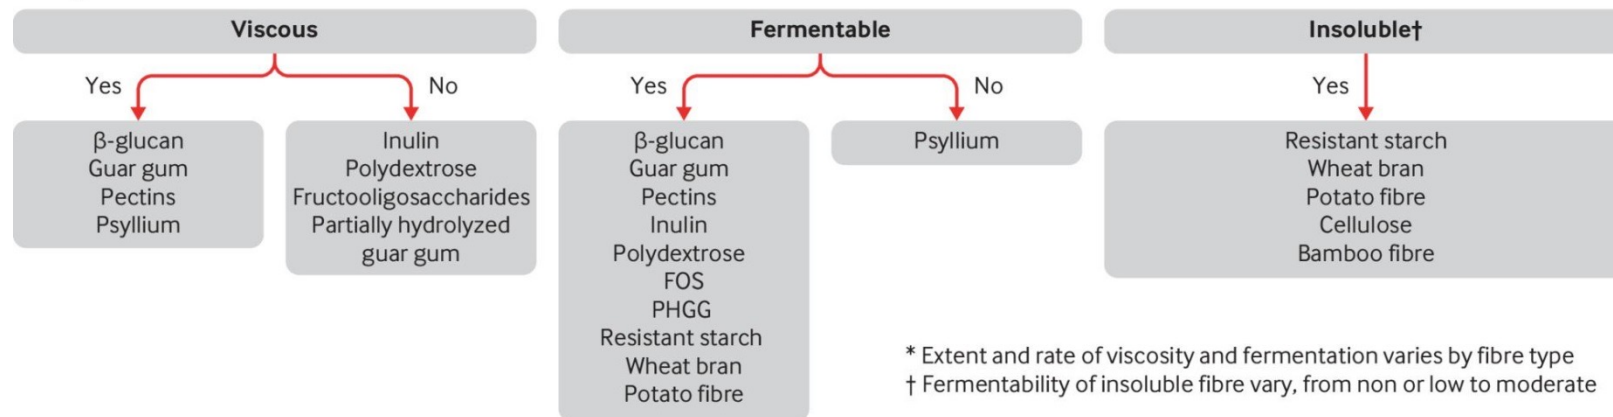 Viscous
Yes
No
β-glucan
Guar gum
Pectins
Psyllium
Inulin
Polydextrose
Fructooligosaccharides
Partially hydrolyzed
guar gum
Fermentable
Yes
No
β-glucan
Guar gum
Pectins
Inulin
Polydextrose
FOS
PHGG
Resistant starch
Wheat bran
Potato fibre
Psyllium
Insoluble†
Yes
Resistant starch
Wheat bran
Potato fibre
Cellulose
Bamboo fibre
* Extent and rate of viscosity and fermentation varies by fibre type
† Fermentability of insoluble fibre vary, from non or low to moderate